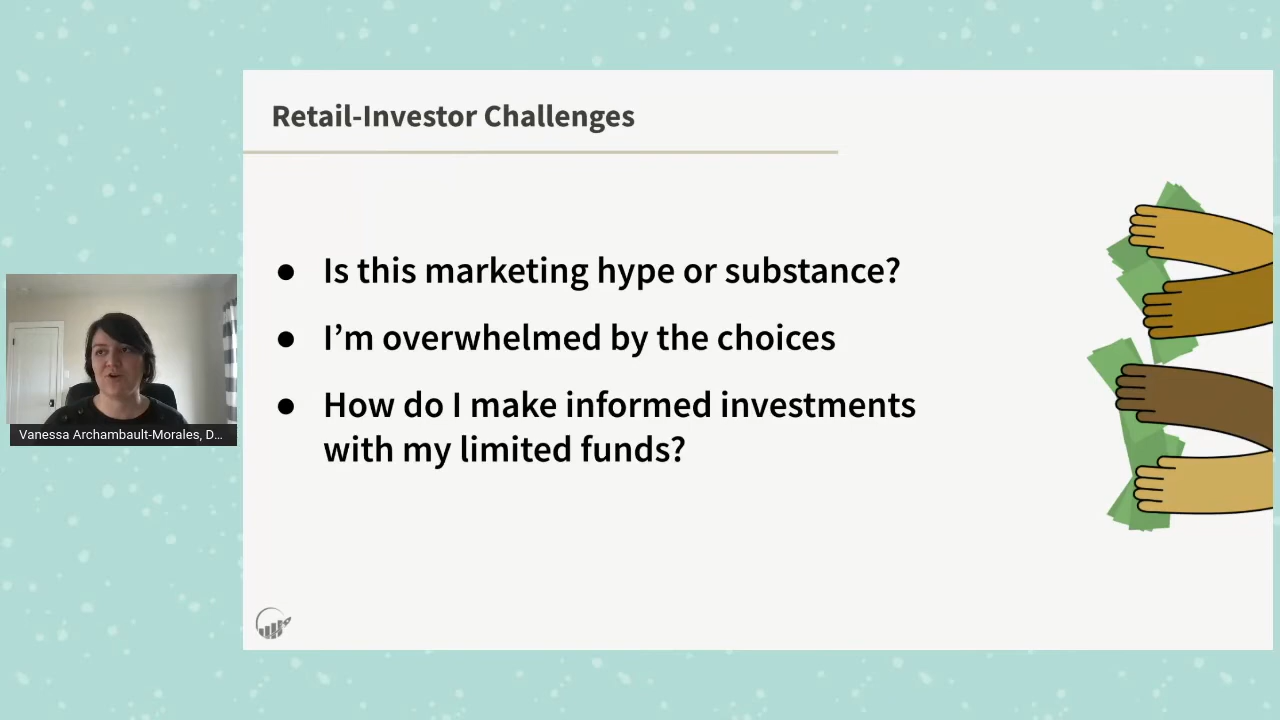 Retail-Investor Challenges
● Is this marketing hype or substance?
● I’m overwhelmed by the choices
● How do I make informed investments
with my limited funds?
Vanessa Archambault-Morales, D...